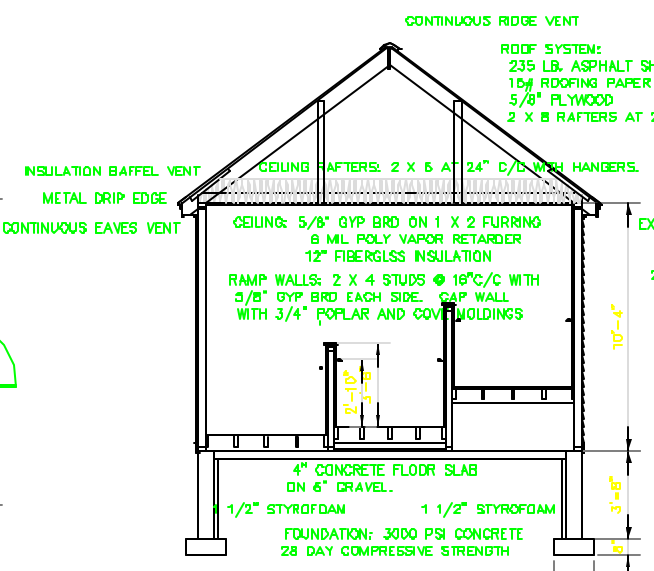 CONTINUOUS RIDGE VENT
ROOF SYSTEM:
235 LB. ASPHALT SH
15# ROOFING PAPER
5/8" PLYWOOD
2 X 8 RAFTERS AT 2
INSULATION BAFFEL VENT
CEILING RAFTERS: 2 X 6 AT 24" C/C WITH HANGERS.
METAL DRIP EDGE
CONTINUOUS EAVES VENT
CEILING: 5/8" GYP BRD ON 1 X 2 FURRING
6 MIL POLY VAPOR RETARDER
12" FIBERGLSS INSULATION
EX
RAMP WALLS: 2 X 4 STUDS @ 16"C/C WITH
5/8" GYP BRD EACH SIDE. CAP WALL
WITH 3/4" POPLAR AND COVE MOLDINGS
10'-4"
2'-10"
4" CONCRETE FLOOR SLAB
ON 6" GRAVEL.
1 1/2" STYROFOAM
1 1/2" STYROFOAM
3'-8"
FOUNDATION: 3000 PSI CONCRETE
28 DAY COMPRESSIVE STRENGTH
8"